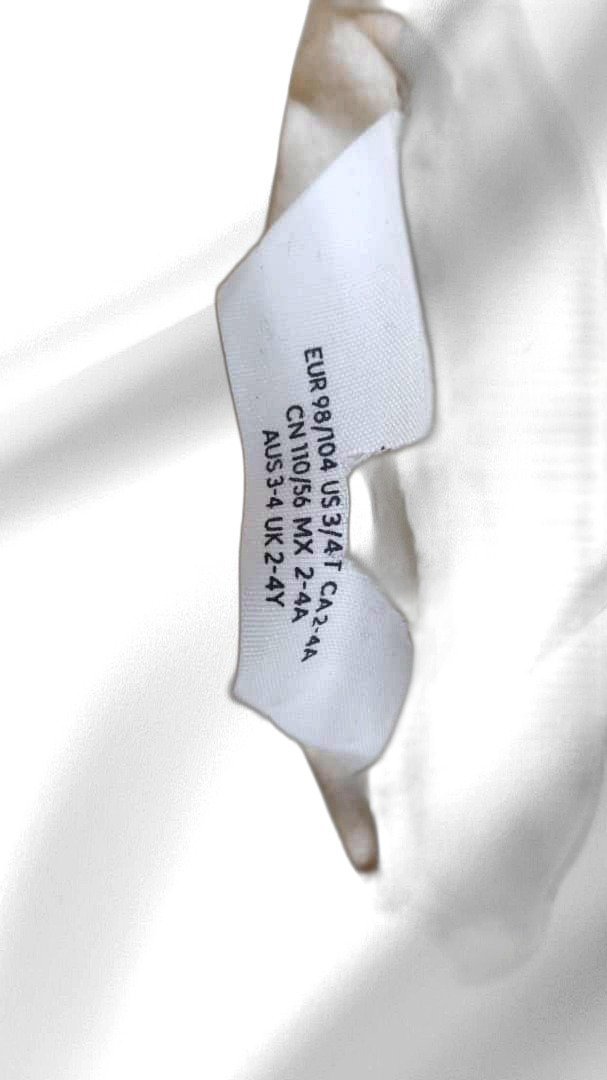 EUR 98/104 US 3/4T CA 2-4A
CN 110/56 MX 2-4A
AUS 3-4 UK 2-4Y